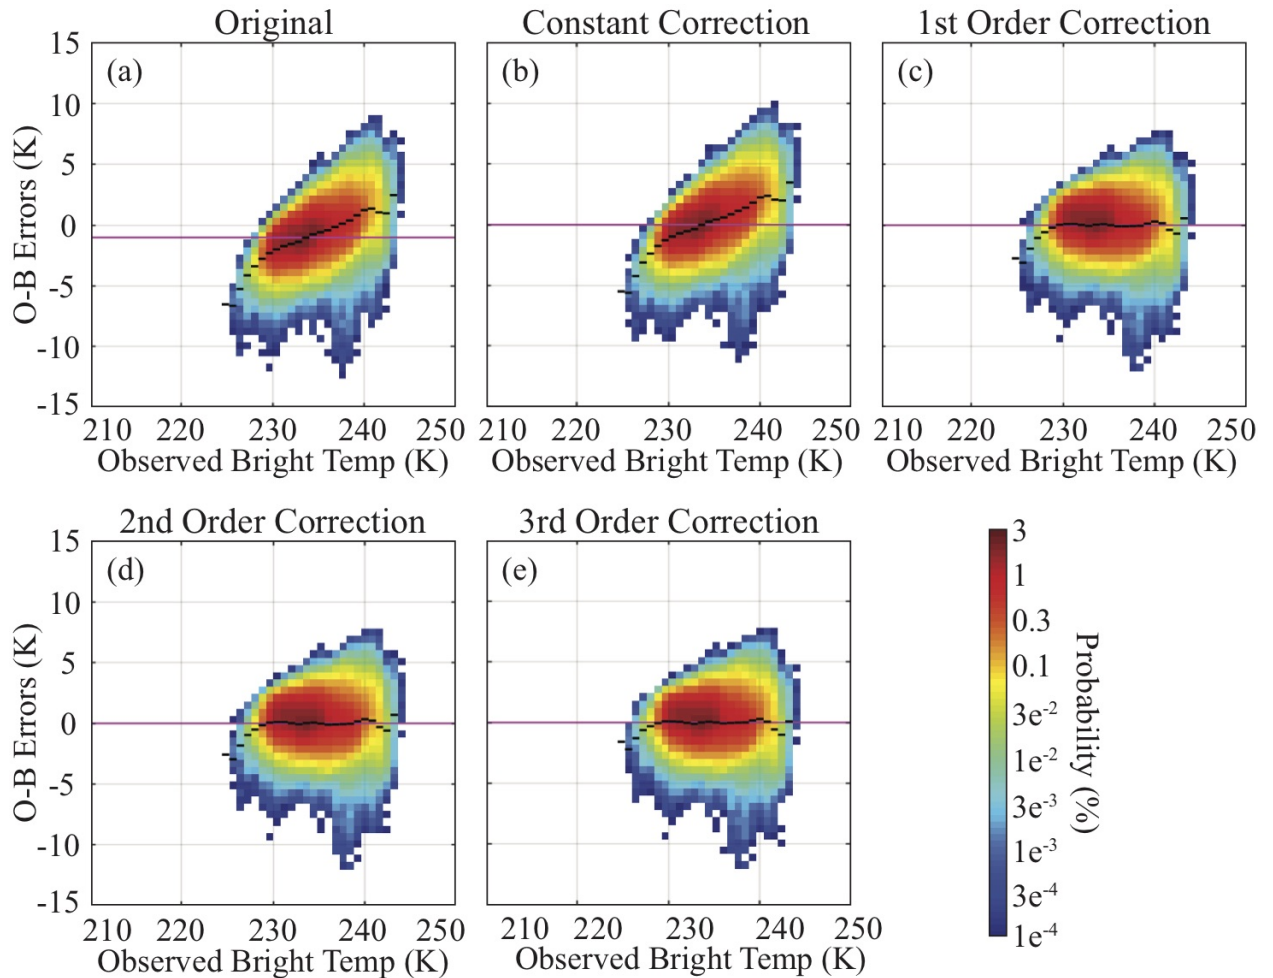 Original
Constant Correction
1st Order Correction
(a)
(b)
(c)
15
10
5
0
-5
-10
-15
O-B Errors (K)
210 220 230 240 250
210 220 230 240 250
210 220 230 240 250
Observed Bright Temp (K)
Observed Bright Temp (K)
Observed Bright Temp (K)
2nd Order Correction
3rd Order Correction
(d)
(e)
15
10
5
0
-5
-10
-15
O-B Errors (K)
210 220 230 240 250
210 220 230 240 250
Observed Bright Temp (K)
Observed Bright Temp (K)
3
1
0.3
0.1
3e-2
1e-2
3e-3
1e-3
3e-4
1e-4
Probability (%)